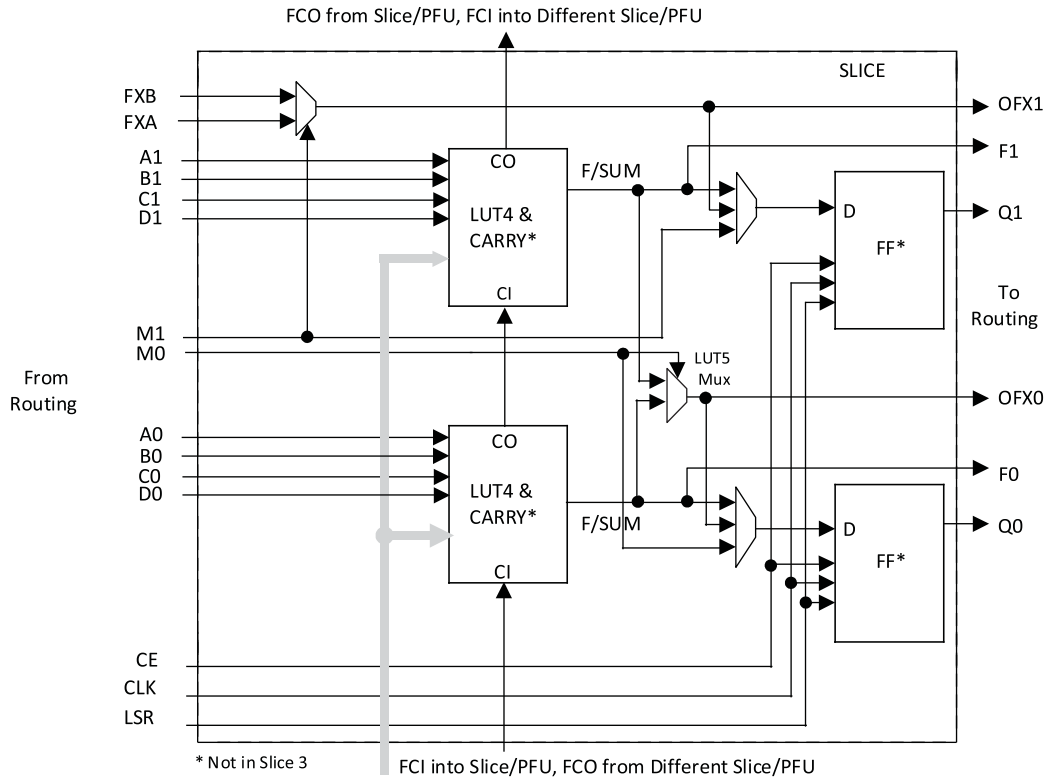 FCO from Slice/PFU, FCI into Different Slice/PFU
SLICE
FXB
FXA
OFX1
A1
B1
C1
D1
CO
F/SUM
F1
LUT4 &
CARRY*
D
FF*
Q1
CI
To
Routing
M1
M0
From
Routing
LUT5
Mux
OFX0
A0
B0
C0
D0
CO
LUT4 &
CARRY*
F/SUM
F0
D
FF*
Q0
CI
CE
CLK
LSR
* Not in Slice 3
FCI into Slice/PFU, FCO from Different Slice/PFU